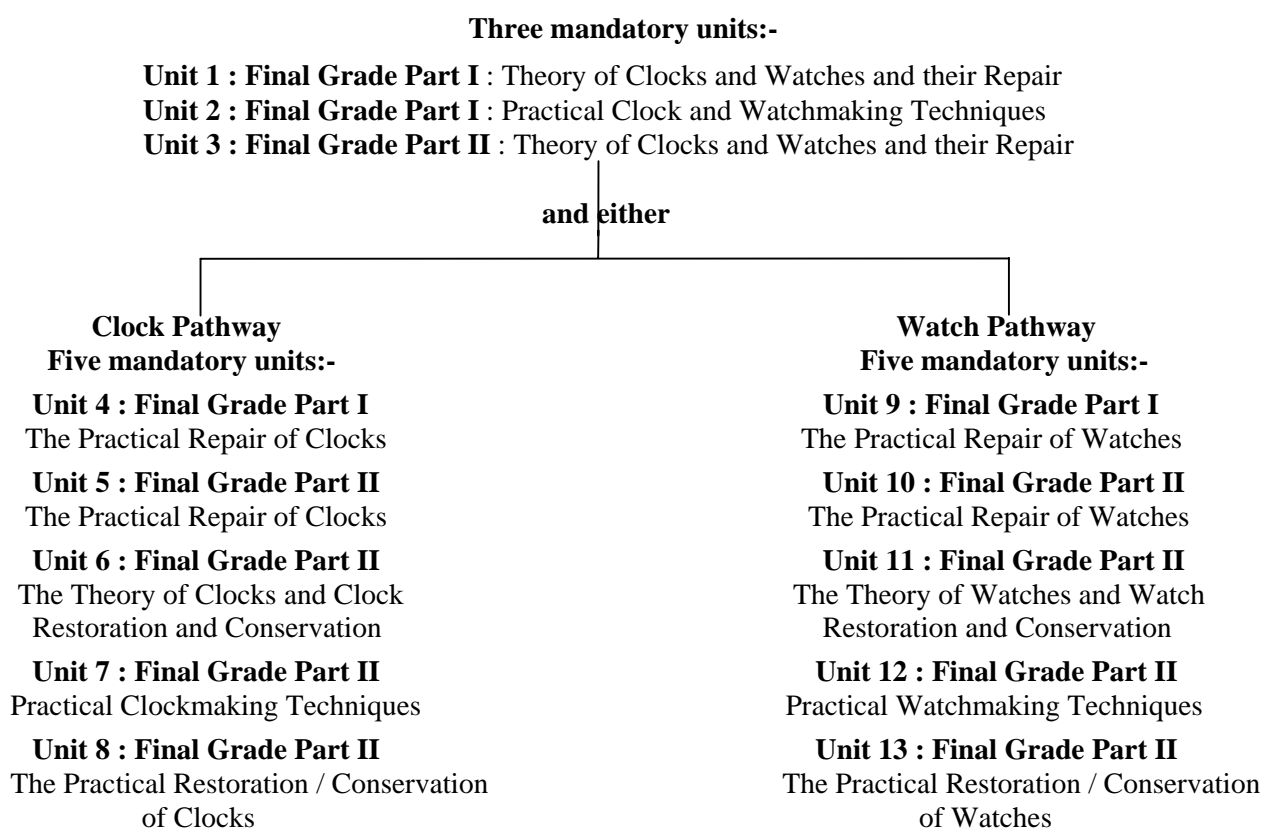 Three mandatory units:-
Unit 1 : Final Grade Part I : Theory of Clocks and Watches and their Repair
Unit 2 : Final Grade Part I : Practical Clock and Watchmaking Techniques
Unit 3 : Final Grade Part II : Theory of Clocks and Watches and their Repair
and either
Clock Pathway
Five mandatory units:-
Unit 4 : Final Grade Part I
The Practical Repair of Clocks
Unit 5 : Final Grade Part II
The Practical Repair of Clocks
Unit 6 : Final Grade Part II
The Theory of Clocks and Clock
Restoration and Conservation
Unit 7 : Final Grade Part II
Practical Clockmaking Techniques
Unit 8 : Final Grade Part II
The Practical Restoration / Conservation
of Clocks
Watch Pathway
Five mandatory units:-
Unit 9 : Final Grade Part I
The Practical Repair of Watches
Unit 10 : Final Grade Part II
The Practical Repair of Watches
Unit 11 : Final Grade Part II
The Theory of Watches and Watch
Restoration and Conservation
Unit 12 : Final Grade Part II
Practical Watchmaking Techniques
Unit 13 : Final Grade Part II
The Practical Restoration / Conservation
of Watches